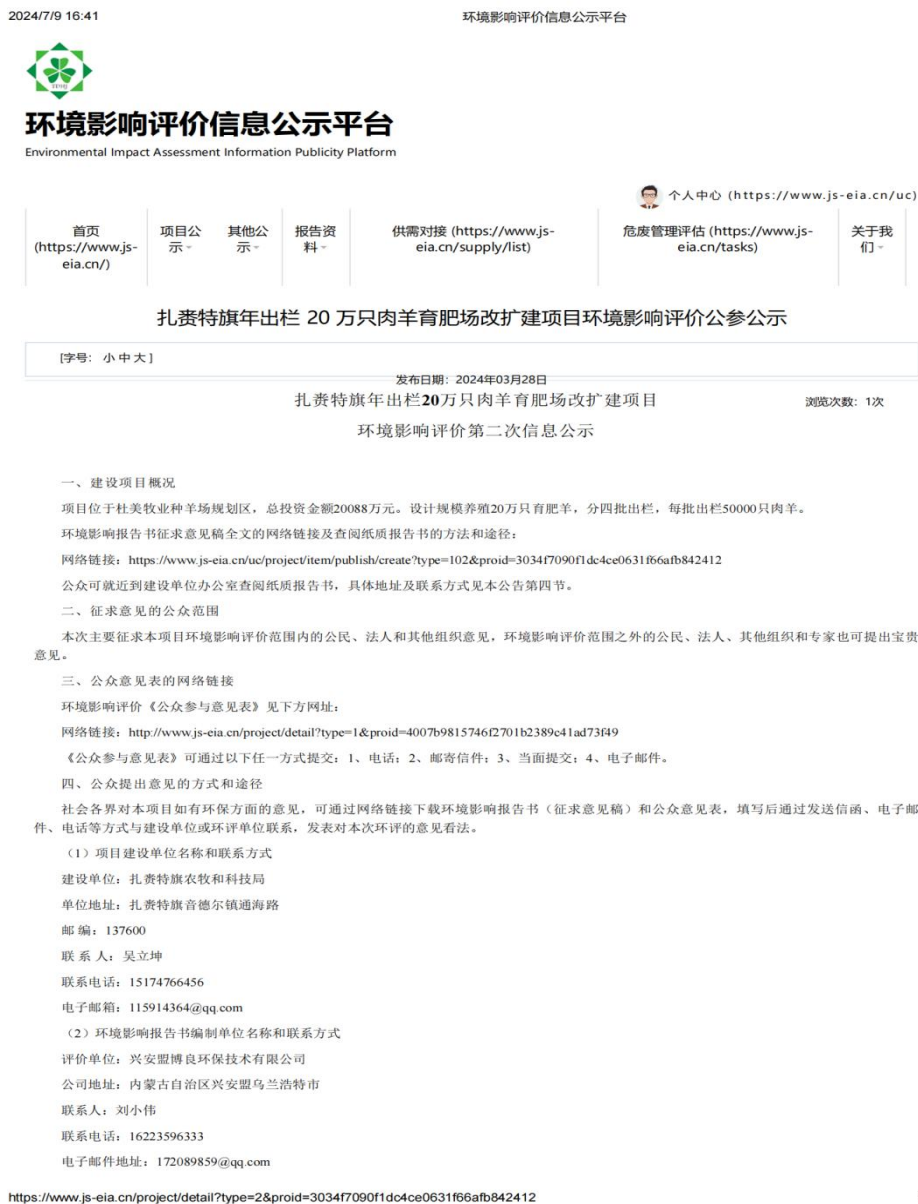 2024/7/9 16:41
环境影响评价信息公示平台
环境影响评价信息公示平台
Environmental Impact Assessment Information Publicity Platform
个人中心 (https://www.js-eia.cn/uc)
首页 (https://www.js-eia.cn/)
项目公示
其他公示
报告资料
供需对接 (https://www.js-eia.cn/supply/list)
危废管理评估 (https://www.js-eia.cn/tasks)
关于我们
扎赉特旗年出栏 20 万只肉羊育肥场改扩建项目环境影响评价公参公示
[字号： 小 中 大 ]
发布日期：2024年03月28日
扎赉特旗年出栏20万只肉羊育肥场改扩建项目
浏览次数：1次
环境影响评价第二次信息公示
一、建设项目概况
项目位于杜美牧业种羊场规划区，总投资金额20088万元。设计规模养殖20万只育肥羊，分四批出栏，每批出栏50000只肉羊。
环境影响报告书征求意见稿全文的网络链接及查阅纸质报告书的方法和途径：
网络链接：https://www.js-eia.cn/uc/project/item/publish/create?type=102&proid=3034f7090f1dc4ce0631f66afb842412
公众可就近到建设单位办公室查阅纸质报告书，具体地址及联系方式见本公告第四节。
二、征求意见的公众范围
本次主要征求本项目环境影响评价范围内的公民、法人和其他组织意见，环境影响评价范围之外的公民、法人、其他组织和专家也可提出宝贵
意见。
三、公众意见表的网络链接
环境影响评价《公众参与意见表》见下方网址：
网络链接：http://www.js-eia.cn/project/detail?type=1&proid=4007b9815746f2701b2389c41ad73f49
《公众参与意见表》可通过以下任一方式提交：1、电话；2、邮寄信件；3、当面提交；4、电子邮件。
四、公众提出意见的方式和途径
社会各界对本项目如有环保方面的意见，可通过网络链接下载环境影响报告书（征求意见稿）和公众意见表，填写后通过发送信函、电子邮
件、电话等方式与建设单位或环评单位联系，发表对本次环评的意见看法。
（1）项目建设单位名称和联系方式
建设单位：扎赉特旗农牧和科技局
单位地址：扎赉特旗音德尔镇通海路
邮 编：137600
联 系 人：吴立坤
联系电话：15174766456
电子邮箱：115914364@qq.com
（2）环境影响报告书编制单位名称和联系方式
评价单位：兴安盟博良环保技术有限公司
公司地址：内蒙古自治区兴安盟乌兰浩特市
联系人：刘小伟
联系电话：16223596333
电子邮件地址：172089859@qq.com
https://www.js-eia.cn/project/detail?type=2&proid=3034f7090f1dc4ce0631f66afb842412